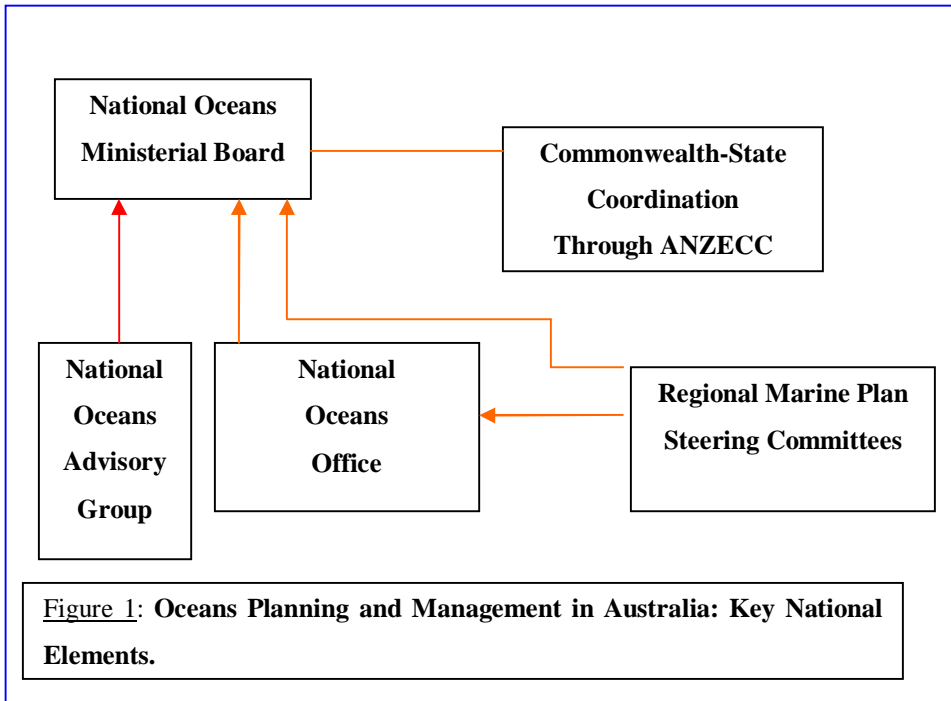 National Oceans
Ministerial Board
Commonwealth-State
Coordination
Through ANZECC
National
Oceans
Advisory
Group
National
Oceans
Office
Regional Marine Plan
Steering Committees
Figure 1: Oceans Planning and Management in Australia: Key National
Elements.